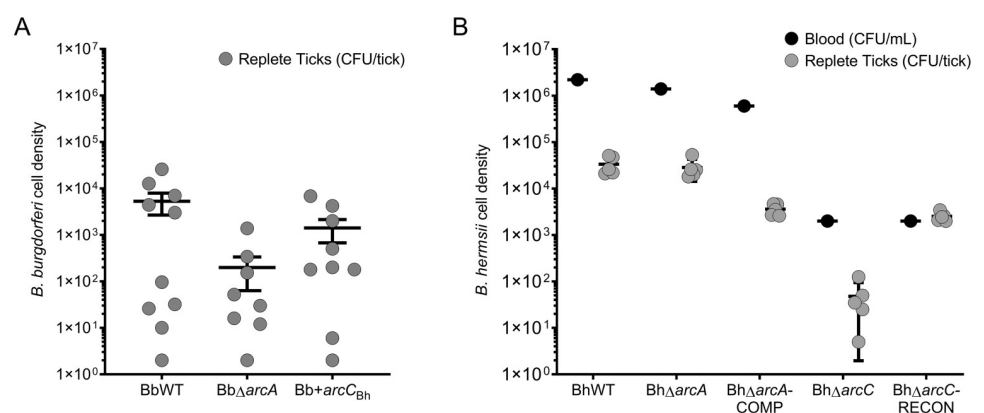 A
Replete Ticks (CFU/tick)
B. burgdorferi cell density
1×10⁷
1×10⁶
1×10⁵
1×10⁴
1×10³
1×10²
1×10¹
1×10⁰
BbWT
BbΔarcA
Bb+arcC_Bh
B
Blood (CFU/mL)
Replete Ticks (CFU/tick)
B. hermsii cell density
1×10⁷
1×10⁶
1×10⁵
1×10⁴
1×10³
1×10²
1×10¹
1×10⁰
BhWT
BhΔarcA
BhΔarcA-
COMP
BhΔarcC
BhΔarcC-
RECON